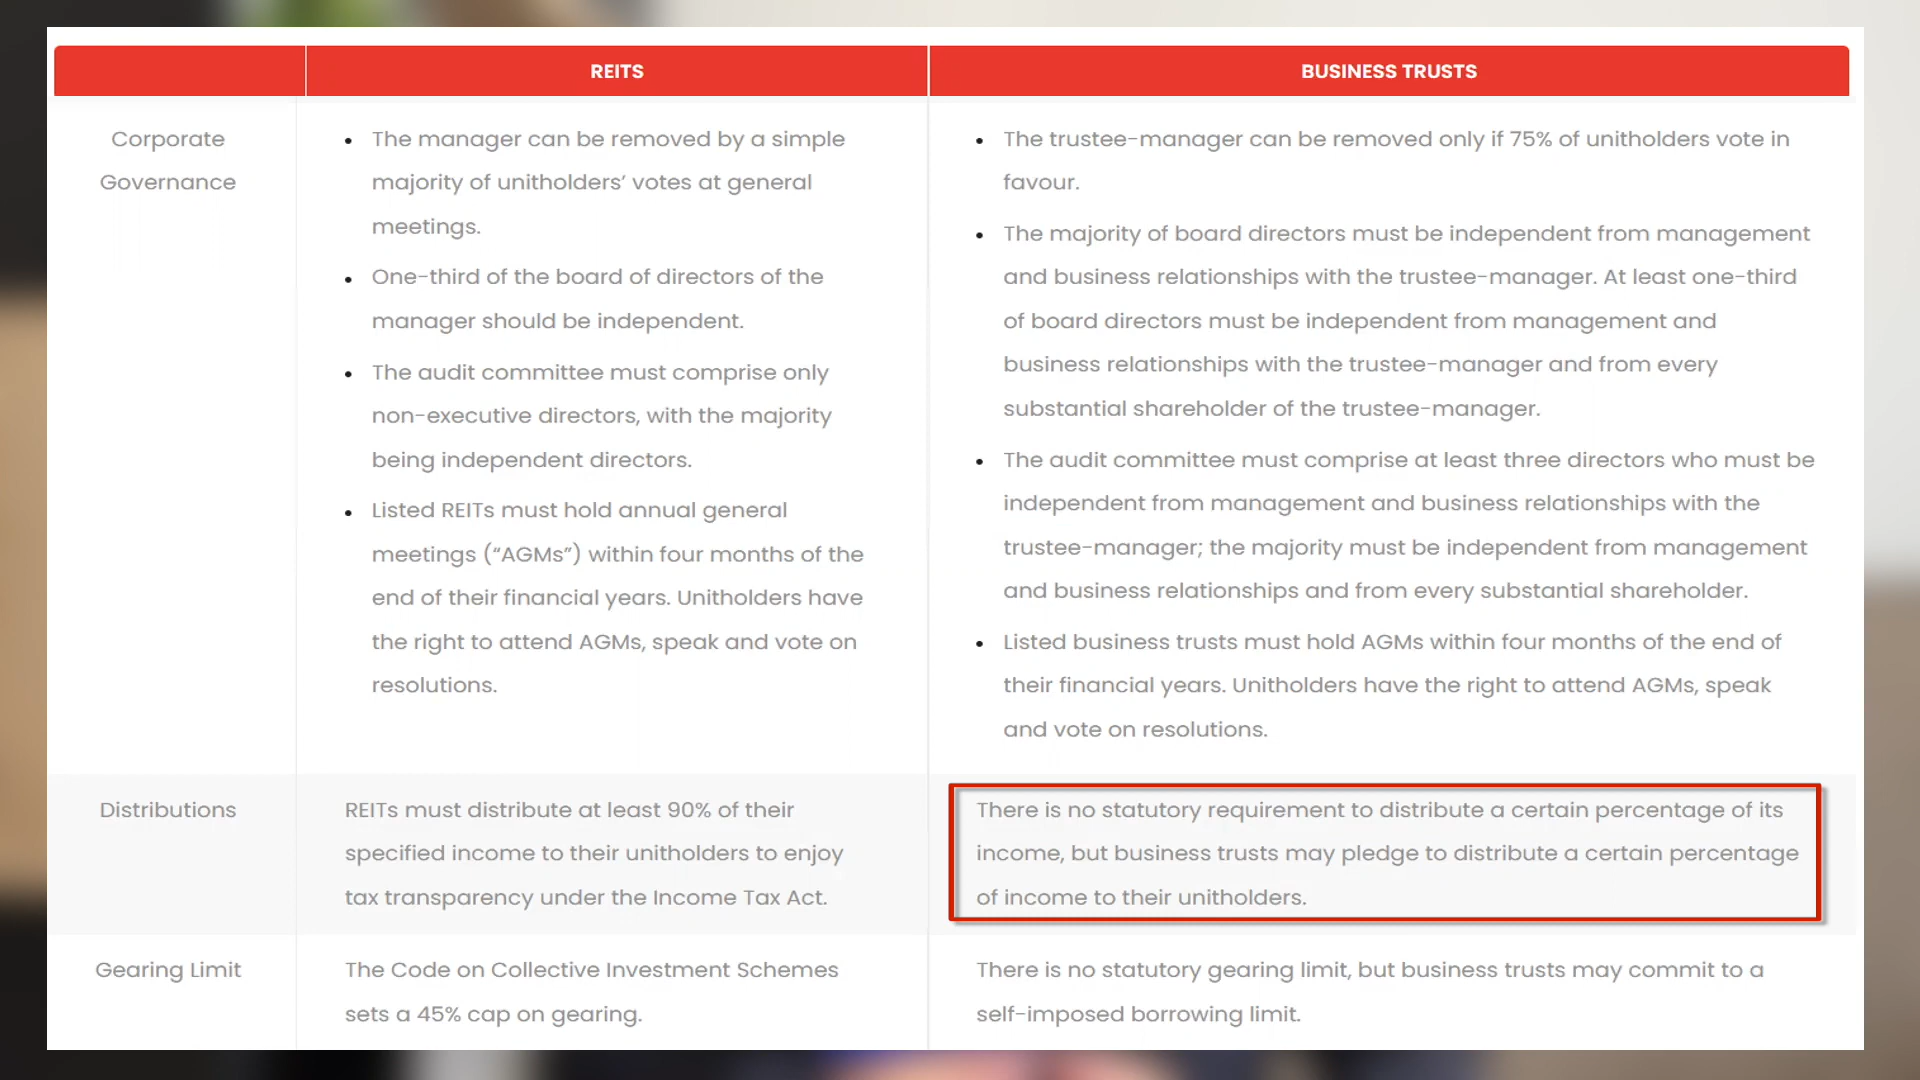 REITS
BUSINESS TRUSTS
Corporate
Governance
• The manager can be removed by a simple
majority of unitholders’ votes at general
meetings.
• One-third of the board of directors of the
manager should be independent.
• The audit committee must comprise only
non-executive directors, with the majority
being independent directors.
• Listed REITs must hold annual general
meetings (“AGMs”) within four months of the
end of their financial years. Unitholders have
the right to attend AGMs, speak and vote on
resolutions.
• The trustee-manager can be removed only if 75% of unitholders vote in
favour.
• The majority of board directors must be independent from management
and business relationships with the trustee-manager. At least one-third
of board directors must be independent from management and
business relationships with the trustee-manager and from every
substantial shareholder of the trustee-manager.
• The audit committee must comprise at least three directors who must be
independent from management and business relationships with the
trustee-manager; the majority must be independent from management
and business relationships and from every substantial shareholder.
• Listed business trusts must hold AGMs within four months of the end of
their financial years. Unitholders have the right to attend AGMs, speak
and vote on resolutions.
Distributions
REITs must distribute at least 90% of their
specified income to their unitholders to enjoy
tax transparency under the Income Tax Act.
There is no statutory requirement to distribute a certain percentage of its
income, but business trusts may pledge to distribute a certain percentage
of income to their unitholders.
Gearing Limit
The Code on Collective Investment Schemes
sets a 45% cap on gearing.
There is no statutory gearing limit, but business trusts may commit to a
self-imposed borrowing limit.